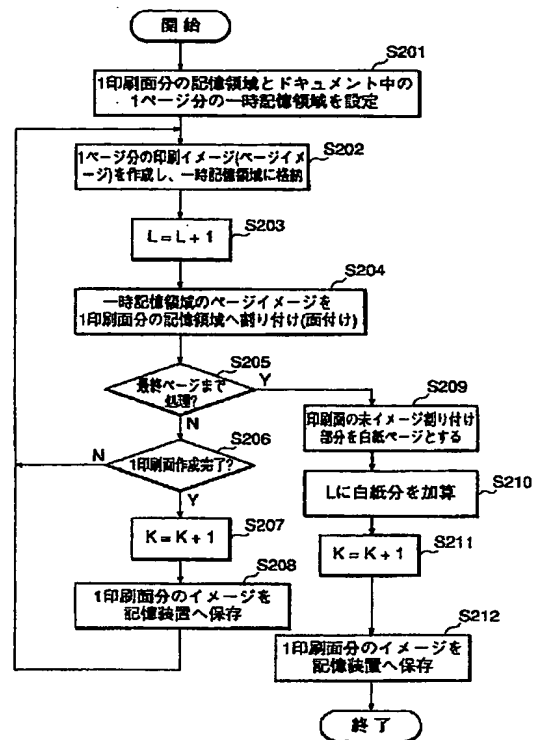 開始
S201
1印刷面分の記憶領域とドキュメント中の
1ページ分の一時記憶領域を設定
S202
1ページ分の印刷イメージ(ページイメ
ージ)を作成し、一時記憶領域に格納
S203
L=L+1
S204
一時記憶領域のページイメージを
1印刷面分の記憶領域へ割り付け(面付け)
S205
最終ページまで
処理?
Y
N
S209
印刷面の未イメージ割り付け
部分を白紙ページとする
S206
1印刷面作成完了?
N
Y
S210
Lに白紙分を加算
S207
K=K+1
S211
K=K+1
S208
1印刷面分のイメージを
記憶装置へ保存
S212
1印刷面分のイメージを
記憶装置へ保存
終了